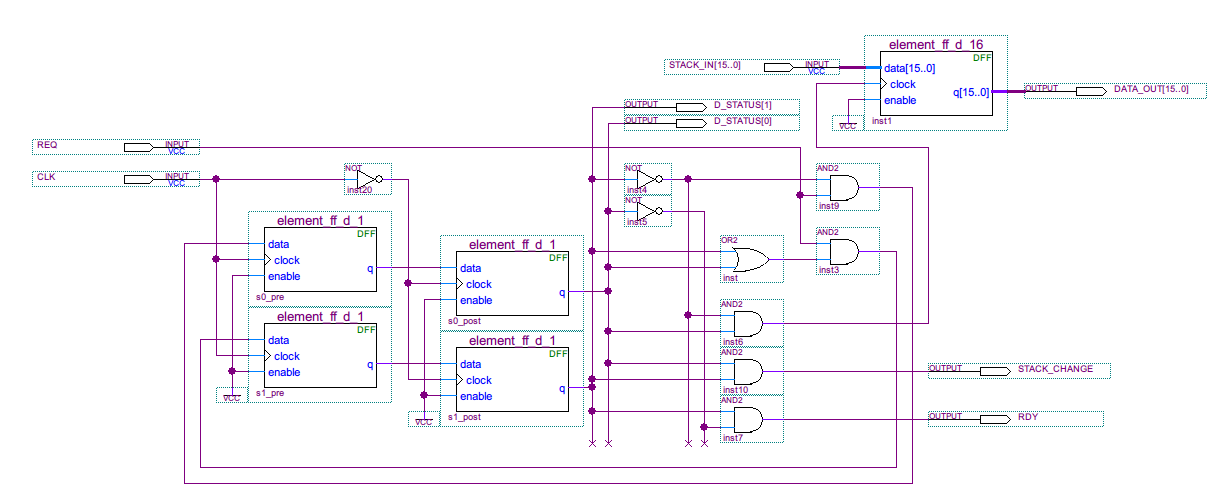 element_ff_d_16
DFF
STACK_IN[15..0]
INPUT
VCC
data[15..0]
clock
enable
q[15..0]
OUTPUT
DATA_OUT[15..0]
VCC
inst1
OUTPUT
D_STATUS[1]
OUTPUT
D_STATUS[0]
REQ
INPUT
VCC
CLK
INPUT
VCC
NOT
inst20
NOT
inst4
NOT
inst5
AND2
inst9
AND2
inst3
element_ff_d_1
DFF
data
clock
enable
q
s0_pre
element_ff_d_1
DFF
data
clock
enable
q
s0_post
OR2
inst
element_ff_d_1
DFF
data
clock
enable
q
s1_pre
VCC
element_ff_d_1
DFF
data
clock
enable
q
s1_post
VCC
AND2
inst6
AND2
inst10
OUTPUT
STACK_CHANGE
AND2
inst7
OUTPUT
RDY